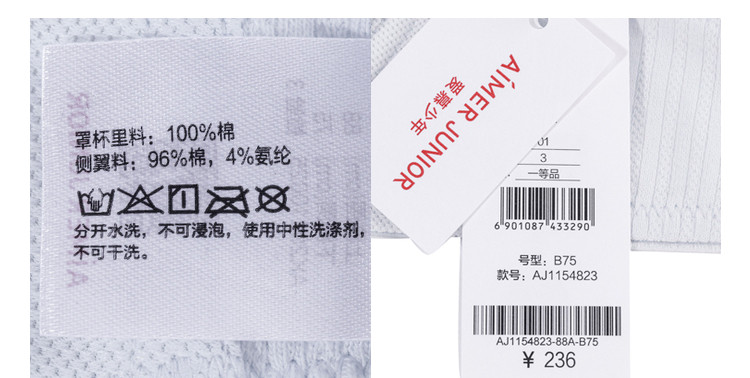 罩杯里料：100%棉
侧翼料：96%棉，4%氨纶
分开水洗，不可浸泡，使用中性洗涤剂，
不可干洗。
AiMER JUNIOR
爱慕少年
01
3
一等品
6 901087 433290
号型：B75
款号：AJ1154823
AJ1154823-88A-B75
¥ 236